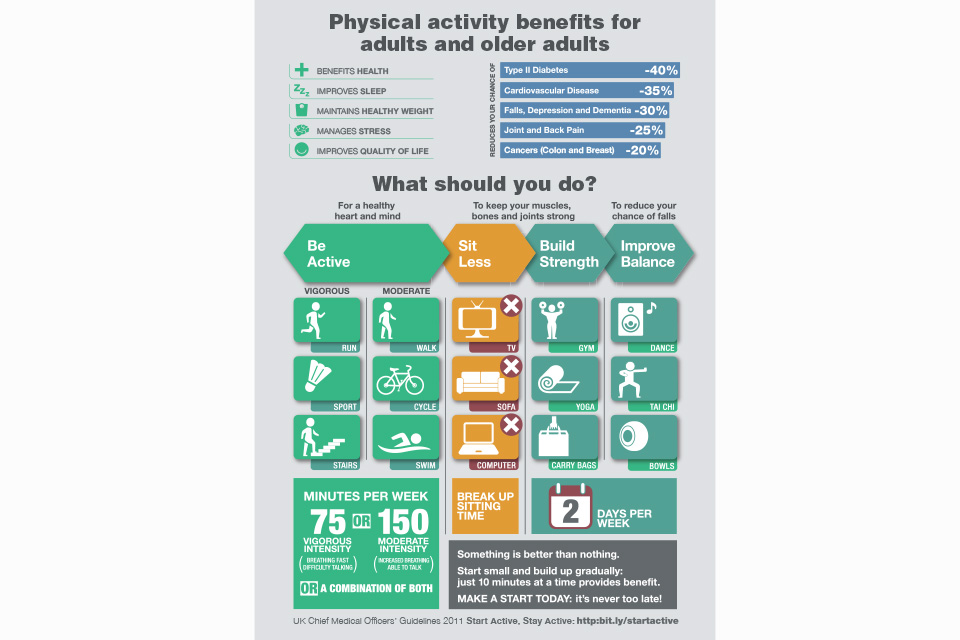 Physical activity benefits for
adults and older adults
BENEFITS HEALTH
IMPROVES SLEEP
MAINTAINS HEALTHY WEIGHT
MANAGES STRESS
IMPROVES QUALITY OF LIFE
REDUCES YOUR CHANCE OF
Type II Diabetes -40%
Cardiovascular Disease -35%
Falls, Depression and Dementia -30%
Joint and Back Pain -25%
Cancers (Colon and Breast) -20%
What should you do?
For a healthy
heart and mind
To keep your muscles,
bones and joints strong
To reduce your
chance of falls
Be
Active
Sit
Less
Build
Strength
Improve
Balance
VIGOROUS
MODERATE
RUN
WALK
TV
GYM
DANCE
SPORT
CYCLE
SOFA
YOGA
TAI CHI
STAIRS
SWIM
COMPUTER
CARRY BAGS
BOWLS
MINUTES PER WEEK
75 OR 150
VIGOROUS
INTENSITY
(BREATHING FAST
DIFFICULTY TALKING)
MODERATE
INTENSITY
(INCREASED BREATHING
ABLE TO TALK)
OR A COMBINATION OF BOTH
BREAK UP
SITTING
TIME
2
DAYS PER
WEEK
Something is better than nothing.
Start small and build up gradually:
just 10 minutes at a time provides benefit.
MAKE A START TODAY: it's never too late!
UK Chief Medical Officers' Guidelines 2011 Start Active, Stay Active: http:bit.ly/startactive
ZZZ